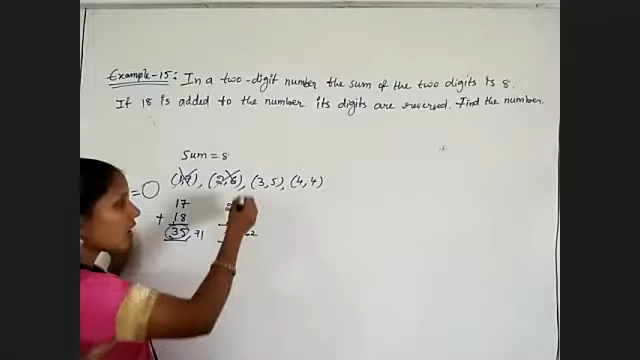 Example-15: In a two-digit number the sum of the two digits is 8.
If 18 is added to the number its digits are reversed. Find the number.
Sum = 8
= ○ (1,7), (2,6), (3,5), (4,4)
17
+ 18
(35), 71
62